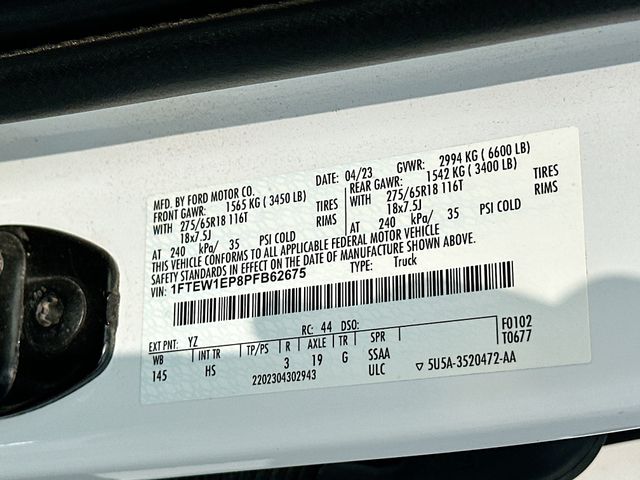 MFD. BY FORD MOTOR CO.
DATE: 04/23 GVWR: 2994 KG ( 6600 LB)
FRONT GAWR: 1565 KG ( 3450 LB) REAR GAWR: 1542 KG ( 3400 LB)
WITH 275/65R18 116T TIRES WITH 275/65R18 116T TIRES
18x7.5J RIMS 18x7.5J RIMS
AT 240 kPa/ 35 PSI COLD AT 240 kPa/ 35 PSI COLD
THIS VEHICLE CONFORMS TO ALL APPLICABLE FEDERAL MOTOR VEHICLE
SAFETY STANDARDS IN EFFECT ON THE DATE OF MANUFACTURE SHOWN ABOVE.
VIN: 1FTEW1EP8PFB62675 TYPE: Truck
EXT PNT: YZ RC: 44 DSO: F0102
WB INT TR TP/PS R AXLE TR SPR T0677
145 HS 3 19 G SSAA
2202304302943 ULC ▽ 5U5A-3520472-AA